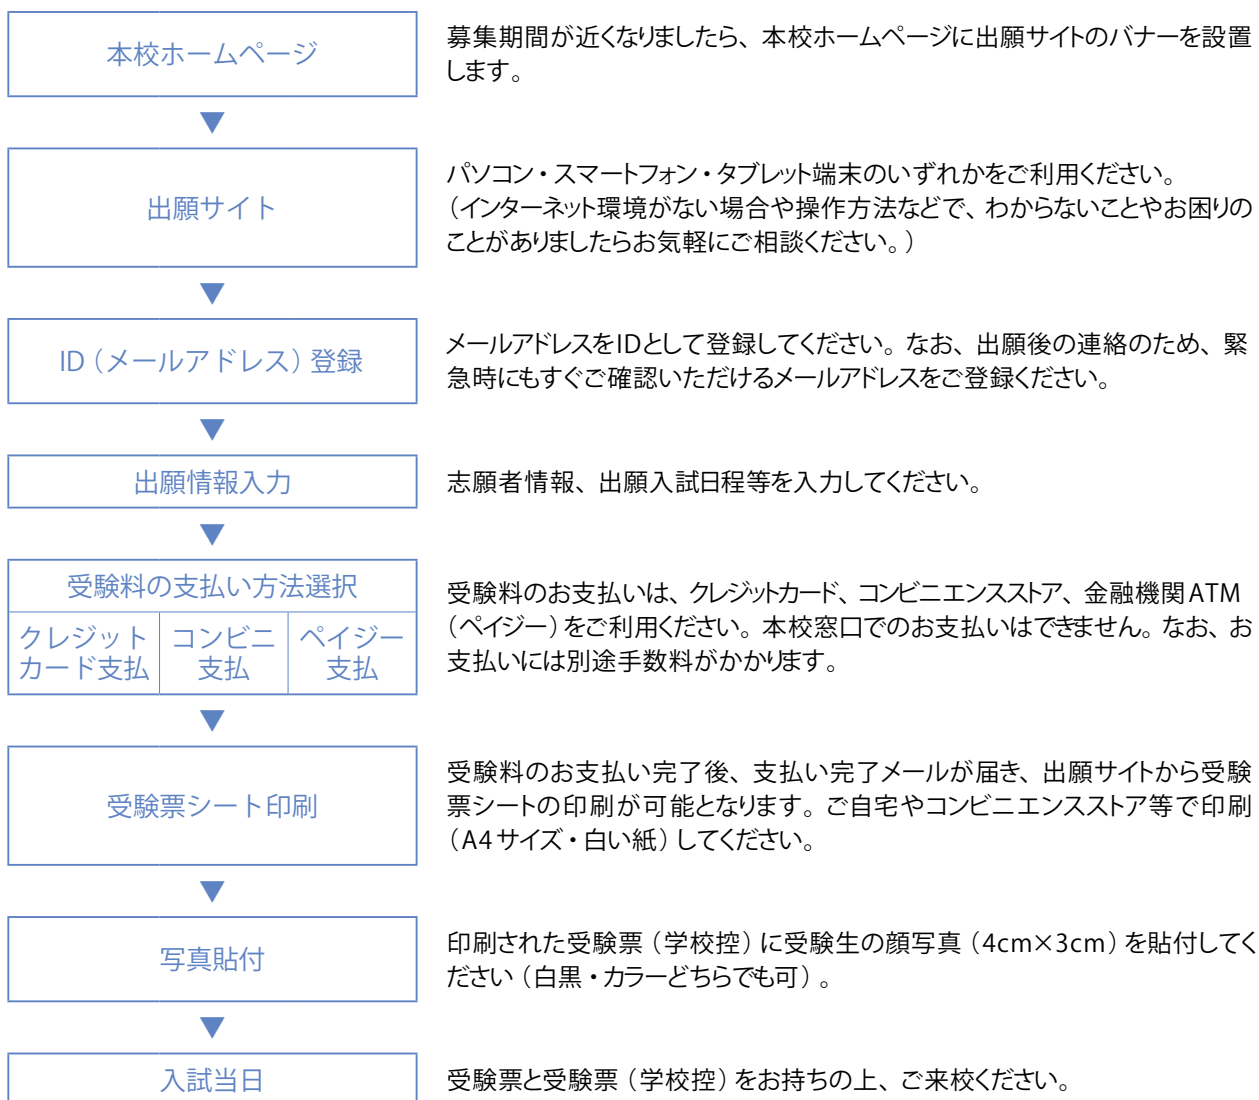 本校ホームページ
募集期間が近くなりましたら、本校ホームページに出願サイトのバナーを設置
します。
▼
出願サイト
パソコン・スマートフォン・タブレット端末のいずれかをご利用ください。
（インターネット環境がない場合や操作方法などで、わからないことやお困りの
ことがありましたらお気軽にご相談ください。）
▼
ID（メールアドレス）登録
メールアドレスをIDとして登録してください。なお、出願後の連絡のため、緊
急時にもすぐご確認いただけるメールアドレスをご登録ください。
▼
出願情報入力
志願者情報、出願入試日程等を入力してください。
▼
受験料の支払い方法選択
クレジット
カード支払
コンビニ
支払
ペイジー
支払
受験料のお支払いは、クレジットカード、コンビニエンスストア、金融機関ATM
（ペイジー）をご利用ください。本校窓口でのお支払いはできません。なお、お
支払いには別途手数料がかかります。
▼
受験票シート印刷
受験料のお支払い完了後、支払い完了メールが届き、出願サイトから受験
票シートの印刷が可能となります。ご自宅やコンビニエンスストア等で印刷
（A4サイズ・白い紙）してください。
▼
写真貼付
印刷された受験票（学校控）に受験生の顔写真（4cm×3cm）を貼付してく
ださい（白黒・カラーどちらでも可）。
▼
入試当日
受験票と受験票（学校控）をお持ちの上、ご来校ください。